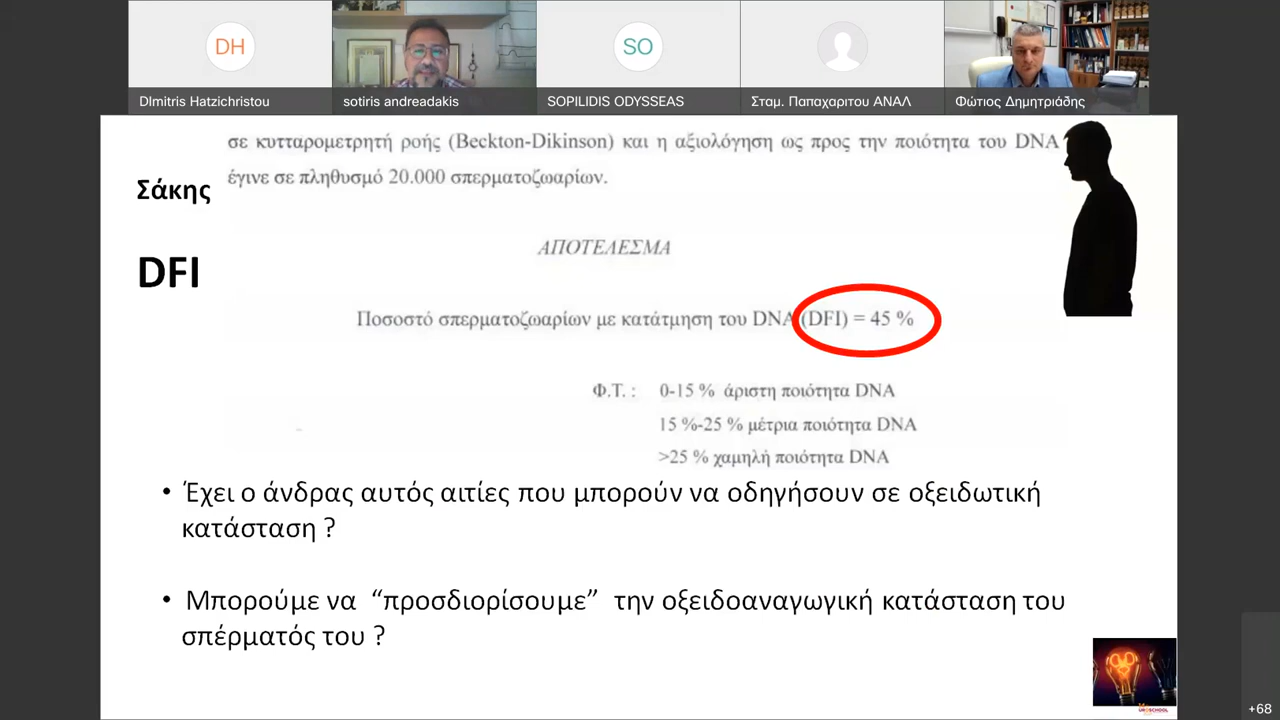 DH
SO
DImitris Hatzichristou
sotiris andreadakis
SOPILIDIS ODYSSEAS
Σταμ. Παπαχαριτου ΑΝΑΛ
Φώτιος Δημητριάδης
σε κυτταρομετρητή ροής (Beckton-Dikinson) και η αξιολόγηση ως προς την ποιότητα του DNA
έγινε σε πληθυσμό 20.000 σπερματοζωαρίων.
Σάκης
ΑΠΟΤΕΛΕΣΜΑ
DFI
Ποσοστό σπερματοζωαρίων με κατάτμηση του DNA (DFI) = 45 %
Φ.Τ. : 0-15 % άριστη ποιότητα DNA
15 %-25 % μέτρια ποιότητα DNA
>25 % χαμηλή ποιότητα DNA
• Έχει ο άνδρας αυτός αιτίες που μπορούν να οδηγήσουν σε οξειδωτική
κατάσταση ?
• Μπορούμε να “προσδιορίσουμε” την οξειδοαναγωγική κατάσταση του
σπέρματός του ?
+68